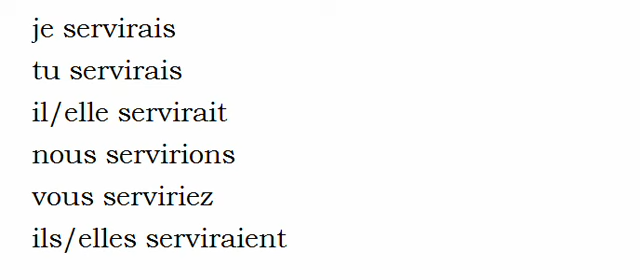 je servirais
tu servirais
il/elle servirait
nous servirions
vous serviriez
ils/elles serviraient